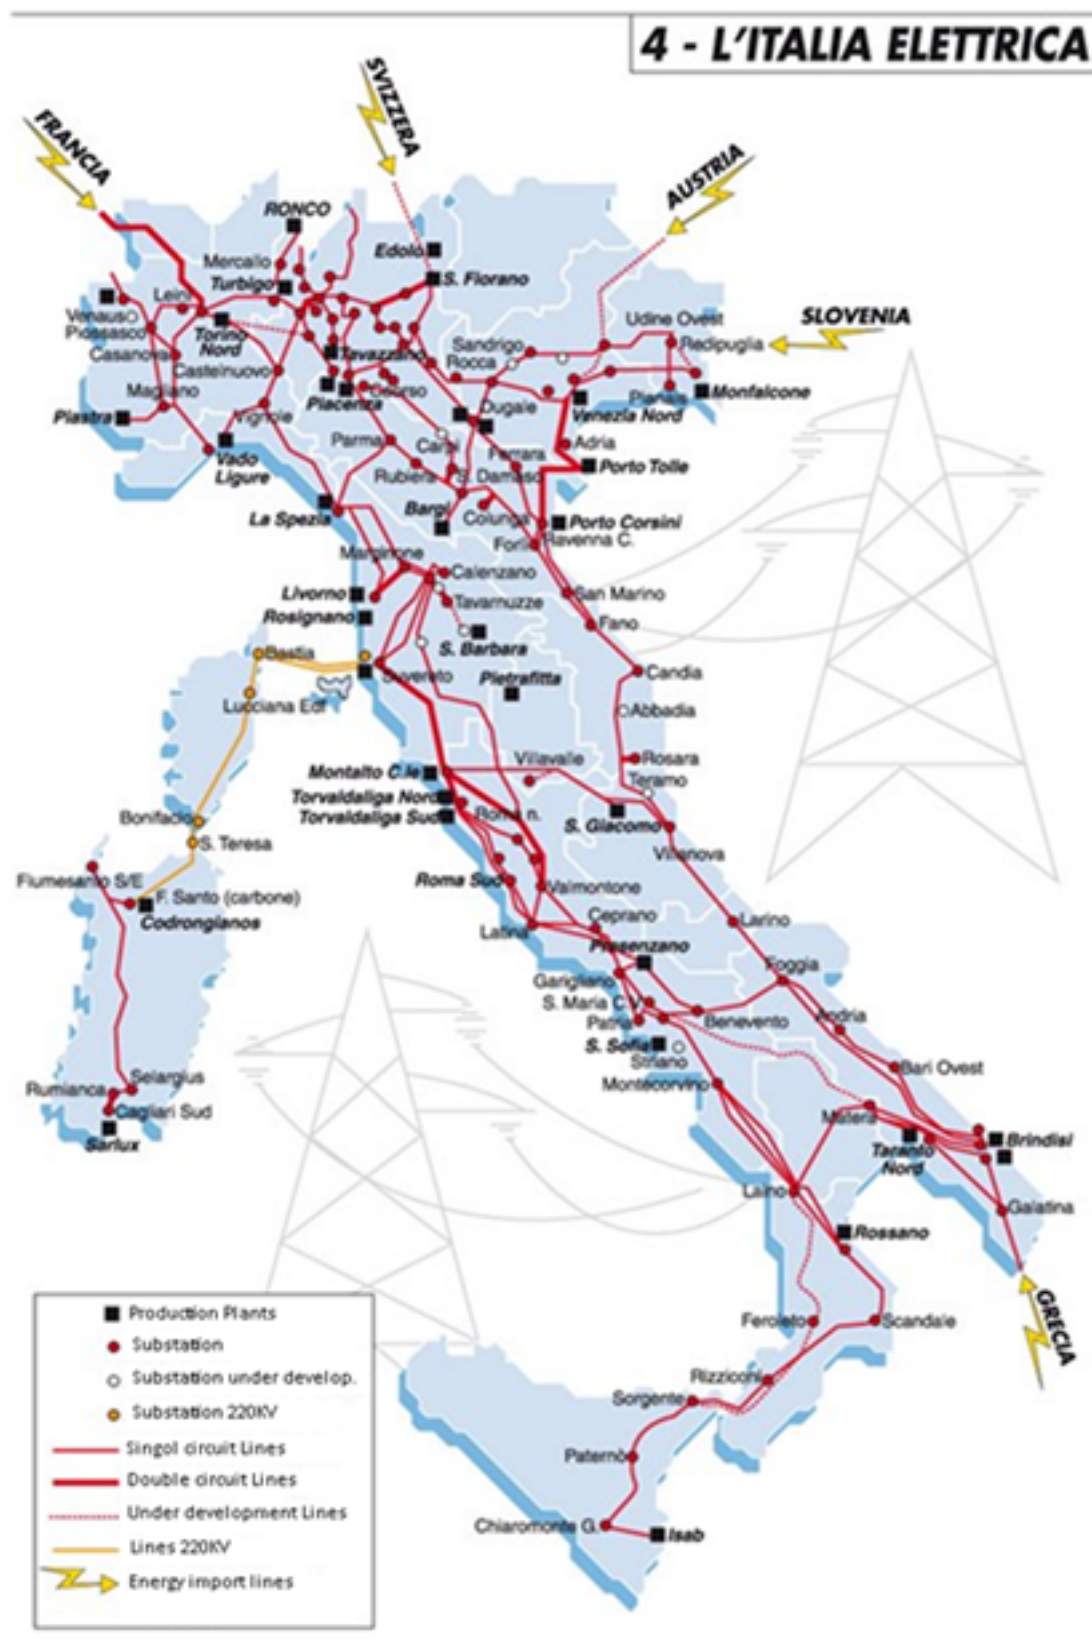 4 - L'ITALIA ELETTRICA
SVIZZERA
FRANCIA
AUSTRIA
RONCO
Edolo
Mercallo
Turbigo
S. Fiorano
Leini
Venaus
Piossasco
Torino
Nord
Casanova
Castelnuovo
Magliano
Piastra
Vignole
Vado
Ligure
Tavazzano
Caorso
Piacenza
Sandrigo
Rocca
Udine Ovest
SLOVENIA
Redipuglia
Planais
Monfalcone
Venezia Nord
Dugale
Adria
Porto Tolle
Parma
Carpi
Ferrara
Rubiera
S. Damaso
Bargi
Colunga
Porto Corsini
Forlì
Ravenna C.
La Spezia
Marginone
Calenzano
Livorno
Tavarnuzze
Rosignano
S. Barbara
San Marino
Fano
Bastia
Suvereto
Pietrafitta
Candia
Lucciana Edf
Abbadia
Villavalle
Rosara
Montalto C.le
Teramo
Torvaldaliga Nord
Torvaldaliga Sud
Roma n.
S. Giacomo
Bonifacio
S. Teresa
Villanova
Fiumesanto S/E
F. Santo (carbone)
Codrongianos
Roma Sud
Valmontone
Latina
Ceprano
Larino
Presenzano
Foggia
Garigliano
S. Maria C.V.
Patria
Benevento
Andria
S. Sofia
Striano
Bari Ovest
Montecorvino
Selargius
Rumianca
Cagliari Sud
Sarlux
Matera
Taranto
Nord
Brindisi
Laino
Galatina
Rossano
GRECIA
Feroleto
Scandale
Rizziconi
Sorgente
Paternò
Chiaromonte G.
Isab
Production Plants
Substation
Substation under develop.
Substation 220KV
Singol circuit Lines
Double circuit Lines
Under development Lines
Lines 220KV
Energy import lines